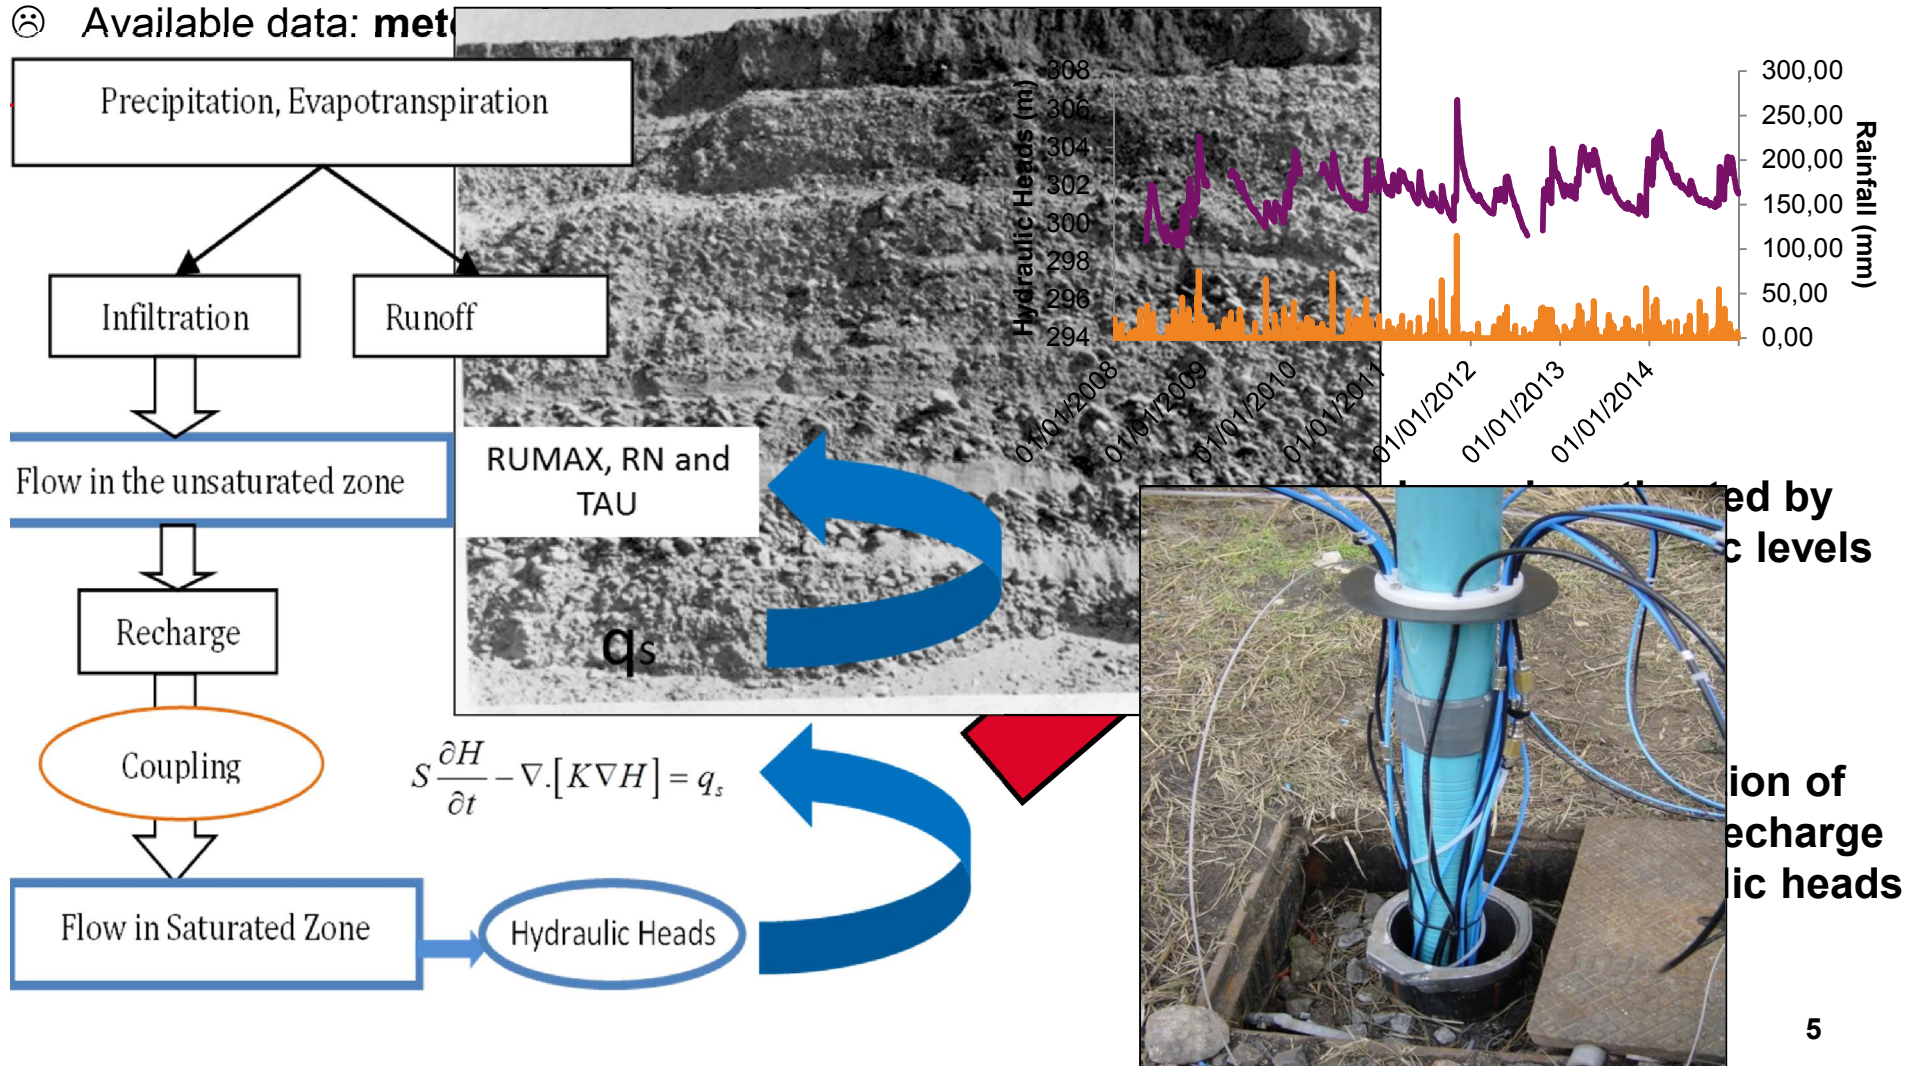 ☹ Available data: mete
Precipitation, Evapotranspiration
Infiltration
Runoff
Flow in the unsaturated zone
RUMAX, RN and
TAU
Recharge
qs
Coupling
S ∂H/∂t − ∇.[K∇H] = qs
Flow in Saturated Zone
Hydraulic Heads
Hydraulic Heads (m)
308
306
304
302
300
298
296
294
300,00
250,00
200,00
150,00
100,00
50,00
0,00
Rainfall (mm)
01/01/2008
01/01/2009
01/01/2010
01/01/2011
01/01/2012
01/01/2013
01/01/2014
ed by
c levels
ion of
echarge
lic heads
5